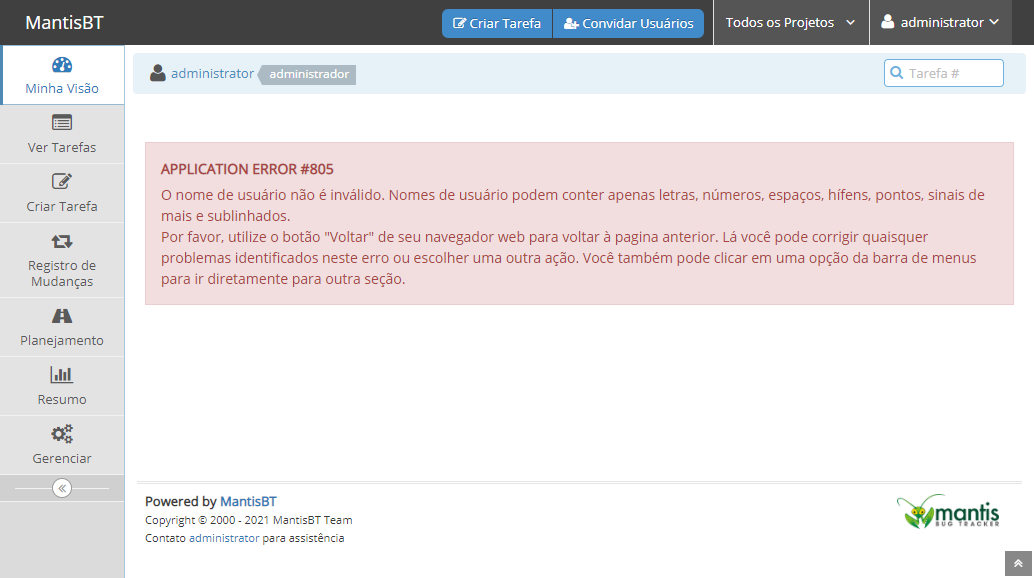 MantisBT
Criar Tarefa
Convidar Usuários
Todos os Projetos
administrator
administrator
administrador
Tarefa #
Minha Visão
Ver Tarefas
Criar Tarefa
Registro de
Mudanças
Planejamento
Resumo
Gerenciar
APPLICATION ERROR #805
O nome de usuário não é inválido. Nomes de usuário podem conter apenas letras, números, espaços, hífens, pontos, sinais de
mais e sublinhados.
Por favor, utilize o botão "Voltar" de seu navegador web para voltar à pagina anterior. Lá você pode corrigir quaisquer
problemas identificados neste erro ou escolher uma outra ação. Você também pode clicar em uma opção da barra de menus
para ir diretamente para outra seção.
Powered by MantisBT
Copyright © 2000 - 2021 MantisBT Team
Contato administrator para assistência
mantis
BUG TRACKER